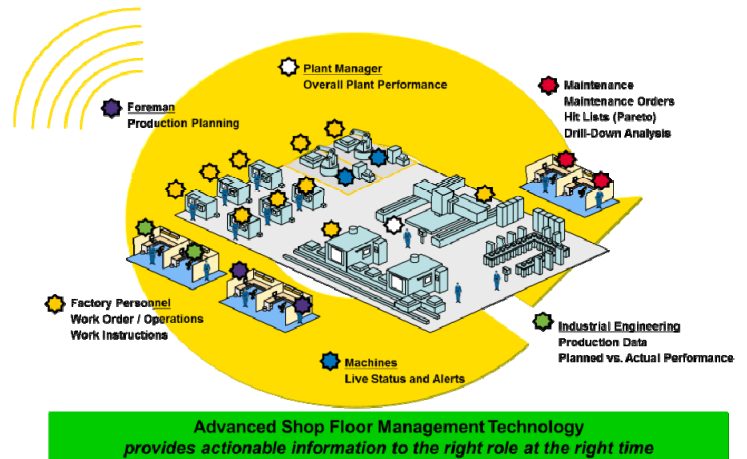 Plant Manager
Overall Plant Performance
Maintenance
Maintenance Orders
Hit Lists (Pareto)
Drill-Down Analysis
Foreman
Production Planning
Factory Personnel
Work Order / Operations
Work Instructions
Industrial Engineering
Production Data
Planned vs. Actual Performance
Machines
Live Status and Alerts
Advanced Shop Floor Management Technology
provides actionable information to the right role at the right time